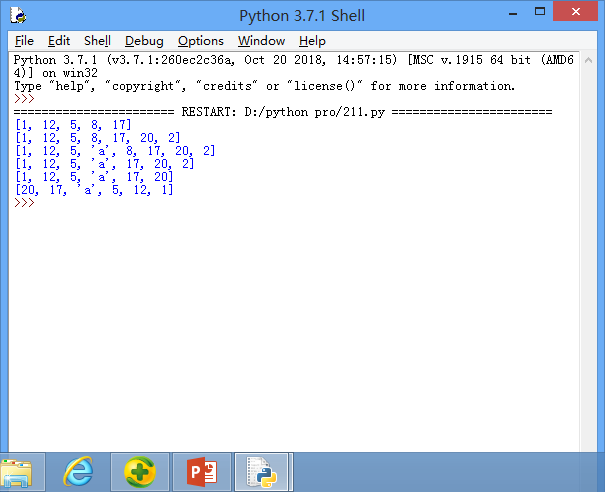 Python 3.7.1 Shell
File Edit Shell Debug Options Window Help
Python 3.7.1 (v3.7.1:260ec2c36a, Oct 20 2018, 14:57:15) [MSC v.1915 64 bit (AMD6
4)] on win32
Type "help", "copyright", "credits" or "license()" for more information.
>>>
======================= RESTART: D:/python pro/211.py =======================
[1, 12, 5, 8, 17]
[1, 12, 5, 8, 17, 20, 2]
[1, 12, 5, 'a', 8, 17, 20, 2]
[1, 12, 5, 'a', 17, 20, 2]
[1, 12, 5, 'a', 17, 20]
[20, 17, 'a', 5, 12, 1]
>>>